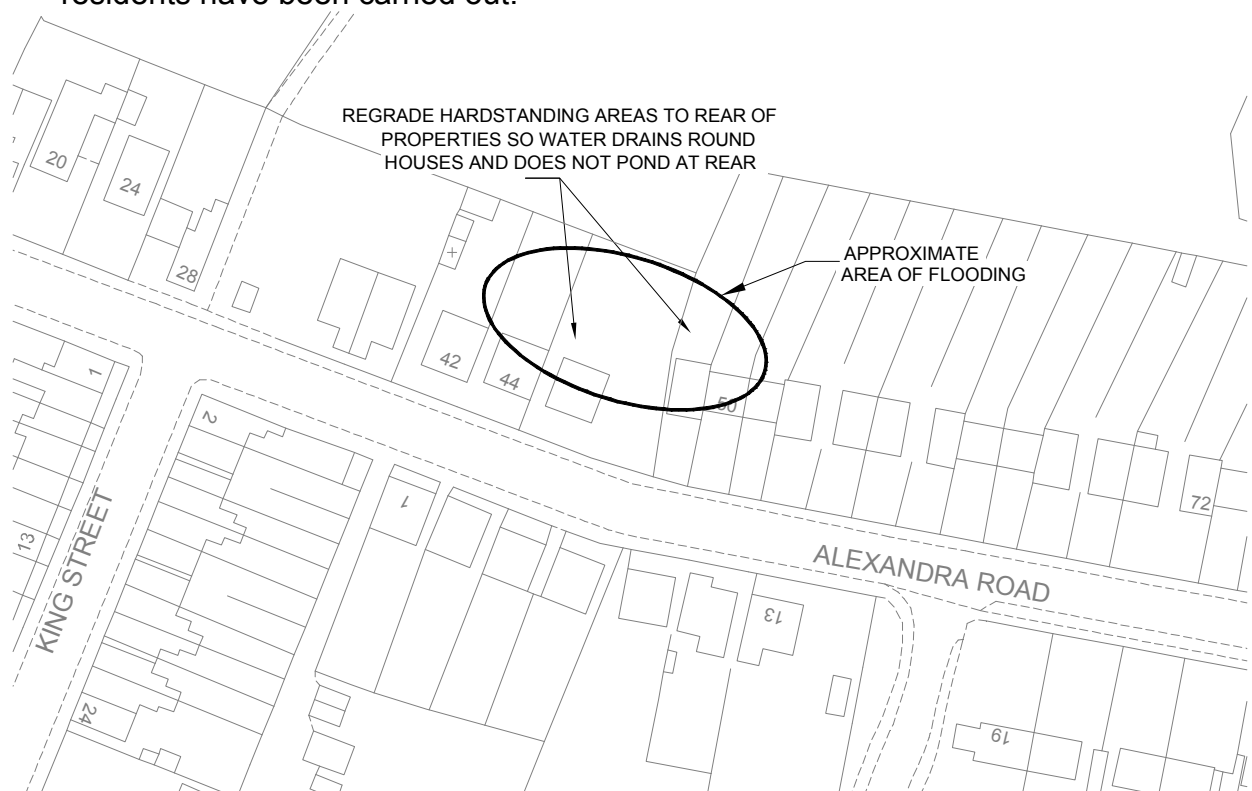 residents have been carried out.
REGRADE HARDSTANDING AREAS TO REAR OF
PROPERTIES SO WATER DRAINS ROUND
HOUSES AND DOES NOT POND AT REAR
APPROXIMATE
AREA OF FLOODING
20
24
28
x
42
44
50
72
1
2
13
KING STREET
24
1
ALEXANDRA ROAD
13
19